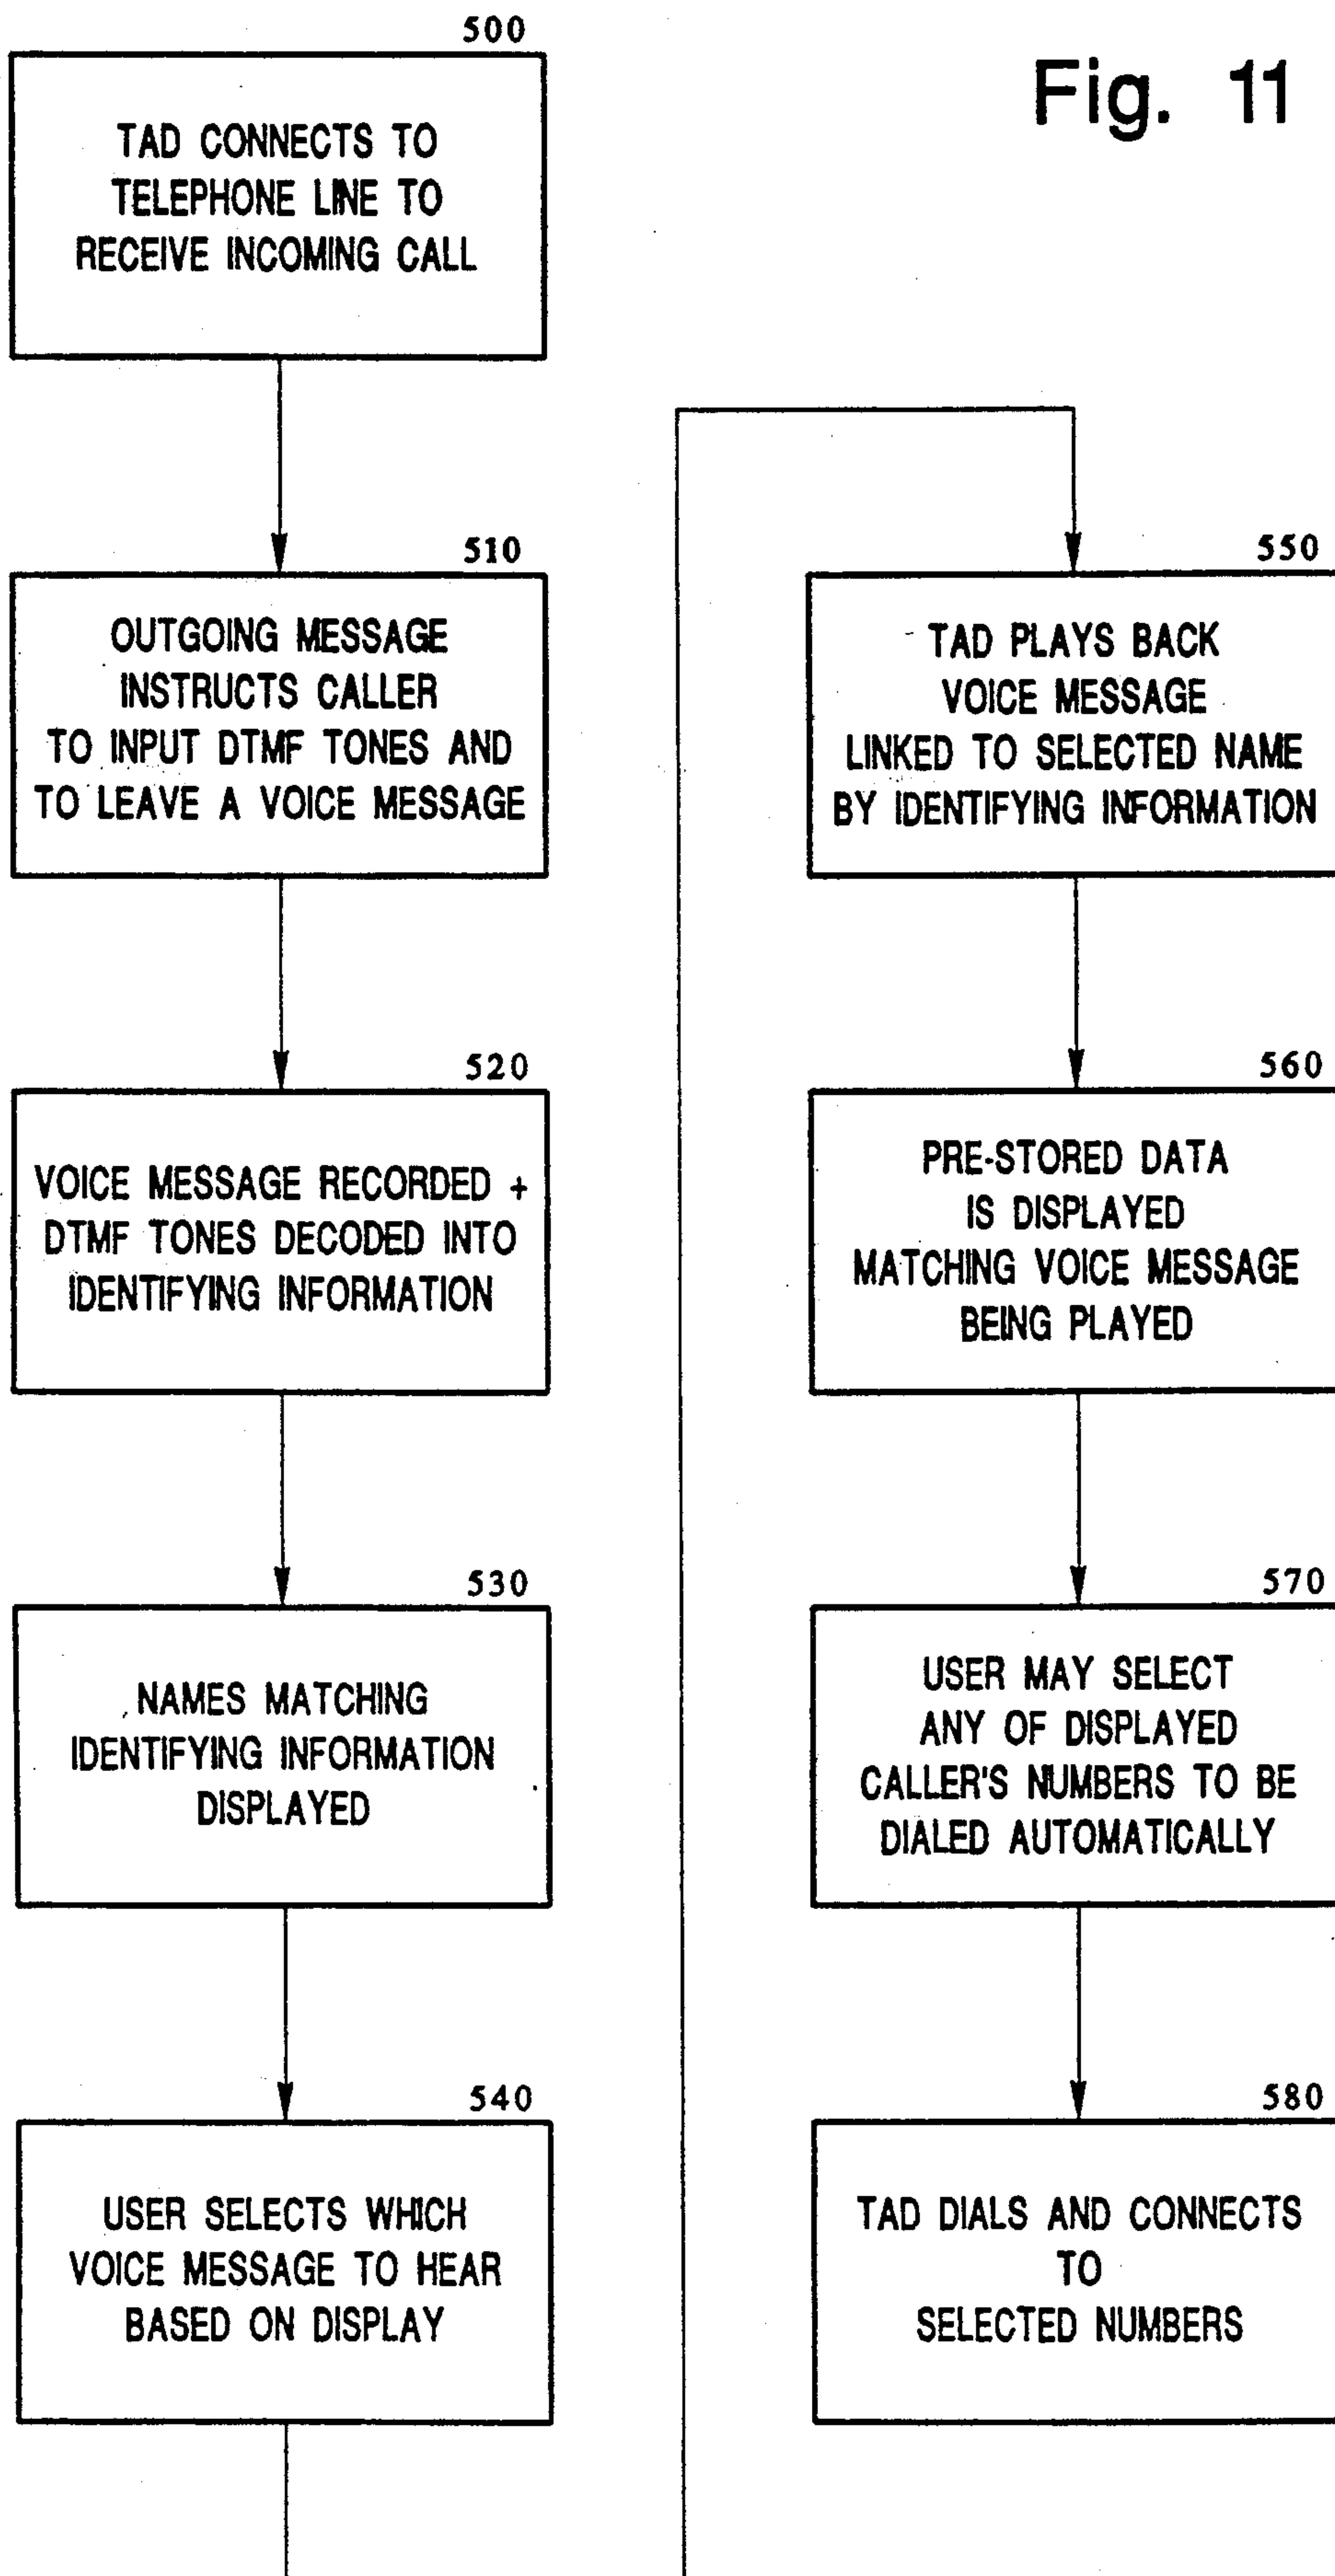 Fig. 11
500
TAD CONNECTS TO
TELEPHONE LINE TO
RECEIVE INCOMING CALL
510
OUTGOING MESSAGE
INSTRUCTS CALLER
TO INPUT DTMF TONES AND
TO LEAVE A VOICE MESSAGE
520
VOICE MESSAGE RECORDED +
DTMF TONES DECODED INTO
IDENTIFYING INFORMATION
530
NAMES MATCHING
IDENTIFYING INFORMATION
DISPLAYED
540
USER SELECTS WHICH
VOICE MESSAGE TO HEAR
BASED ON DISPLAY
550
TAD PLAYS BACK
VOICE MESSAGE
LINKED TO SELECTED NAME
BY IDENTIFYING INFORMATION
560
PRE-STORED DATA
IS DISPLAYED
MATCHING VOICE MESSAGE
BEING PLAYED
570
USER MAY SELECT
ANY OF DISPLAYED
CALLER'S NUMBERS TO BE
DIALED AUTOMATICALLY
580
TAD DIALS AND CONNECTS
TO
SELECTED NUMBERS